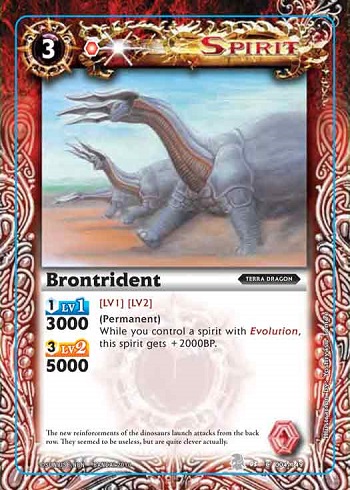 3
SPIRIT
Brontrident
TERRA DRAGON
1 LV1
3000
3 LV2
5000
[LV1] [LV2]
(Permanent)
While you control a spirit with Evolution,
this spirit gets +2000BP.
The new reinforcements of the dinosaurs launch attacks from the back
row. They seemed to be useless, but are quite clever actually.